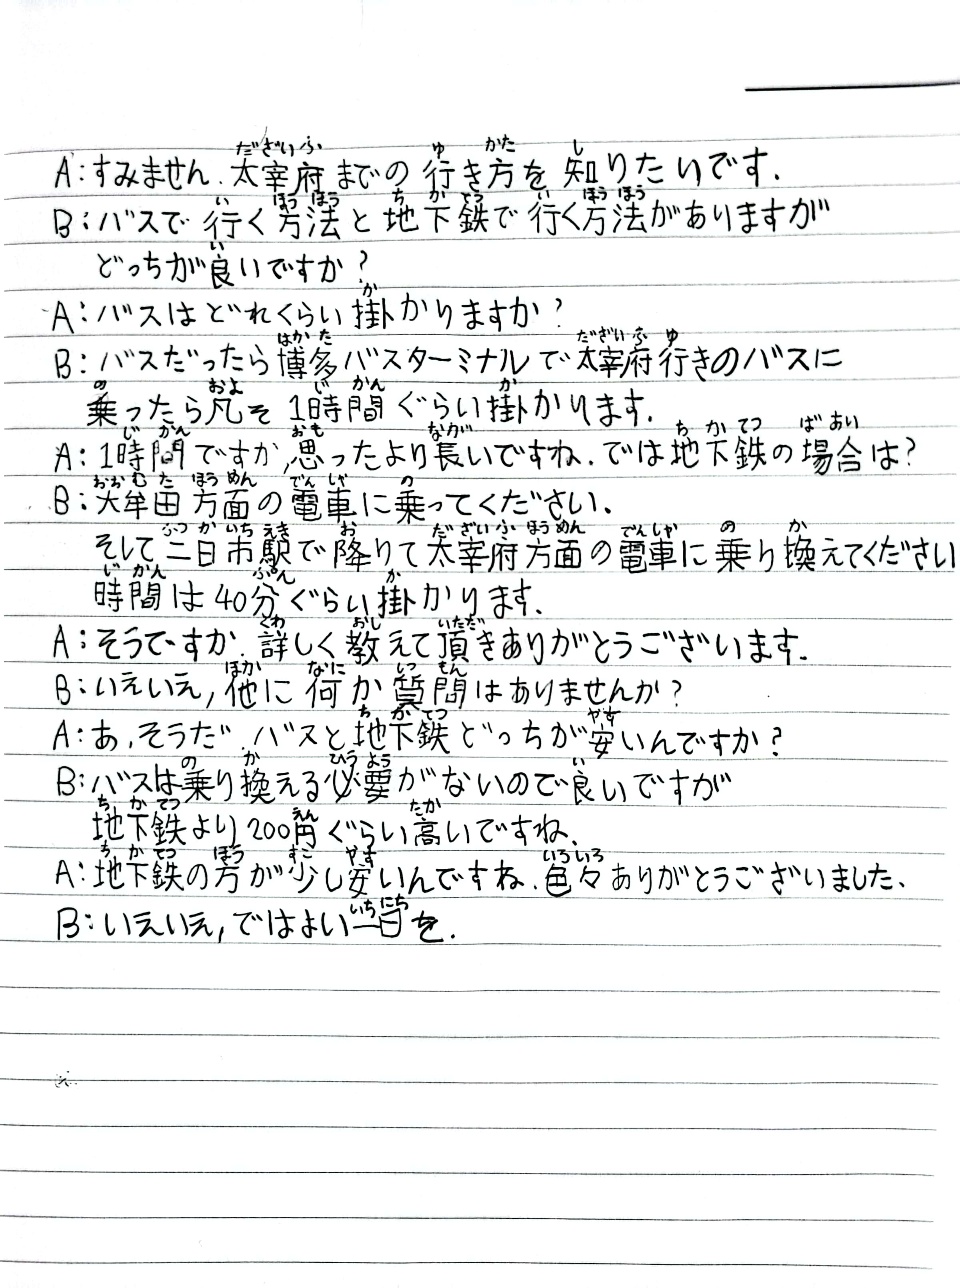 A:すみません、太宰府までの行き方を知りたいです.
B:バスで行く方法と地下鉄で行く方法がありますが
どっちが良いですか?
A:バスはどれくらい掛かりますか?
B:バスだったら博多バスターミナルで太宰府行きのバスに
乗ったら凡そ1時間ぐらい掛かります.
A:1時間ですか,思ったより長いですね.では地下鉄の場合は?
B:大牟田方面の電車に乗ってください.
そして二日市駅で降りて太宰府方面の電車に乗り換えてください
時間は40分ぐらい掛かります.
A:そうですか.詳しく教えて頂きありがとうございます.
B:いえいえ,他に何か質問はありませんか?
A:あ,そうだ,バスと地下鉄どっちが安いんですか?
B:バスは乗り換える必要がないので良いですが
地下鉄より200円ぐらい高いですね.
A:地下鉄の方が少し安いんですね.色々ありがとうございました.
B:いえいえ,ではよい一日を.